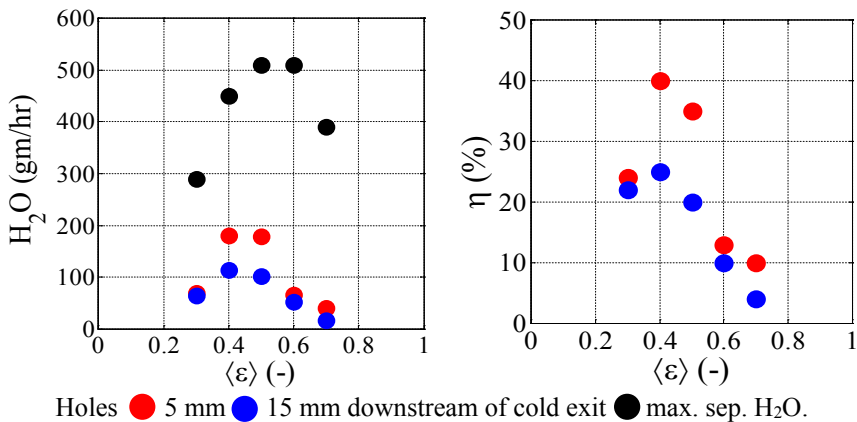 600
500
400
300
200
100
0
H₂O (gm/hr)
0 0.2 0.4 0.6 0.8 1
⟨ε⟩ (-)
50
40
30
20
10
0
η (%)
0 0.2 0.4 0.6 0.8 1
⟨ε⟩ (-)
Holes 5 mm 15 mm downstream of cold exit max. sep. H₂O.